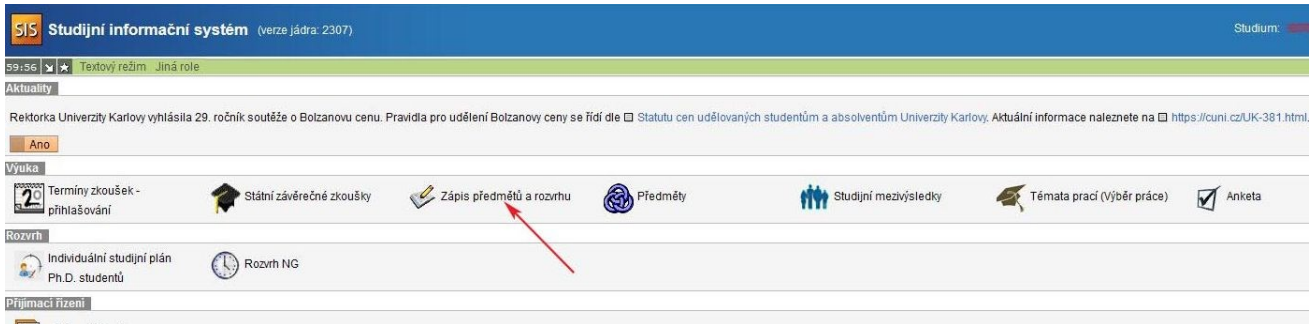 SIS Studijní informační systém (verze jádra: 2307) Studium:
59:56 Textový režim Jiná role
Aktuality
Rektorka Univerzity Karlovy vyhlásila 29. ročník soutěže o Bolzanovu cenu. Pravidla pro udělení Bolzanovy ceny se řídí dle Statutu cen udělovaných studentům a absolventům Univerzity Karlovy. Aktuální informace naleznete na https://cuni.cz/UK-381.html.
Ano
Výuka
Termíny zkoušek -
přihlašování
Státní závěrečné zkoušky
Zápis předmětů a rozvrhu
Předměty
Studijní mezivýsledky
Témata prací (Výběr práce)
Anketa
Rozvrh
Individuální studijní plán
Ph.D. studentů
Rozvrh NG
Přijímací řízení